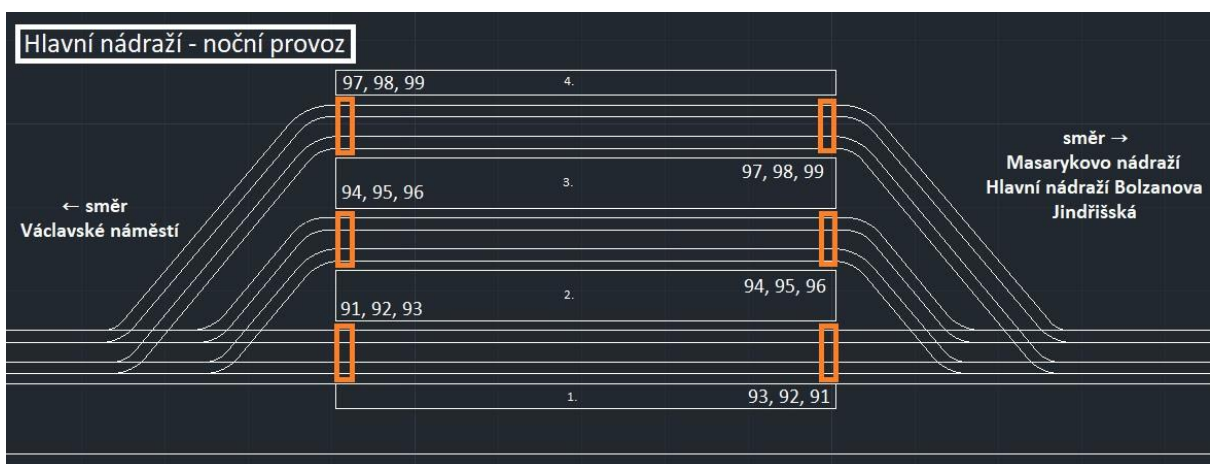 Hlavní nádraží - noční provoz
97, 98, 99
4.
směr →
Masarykovo nádraží
Hlavní nádraží Bolzanova
Jindřišská
97, 98, 99
3.
94, 95, 96
← směr
Václavské náměstí
94, 95, 96
2.
91, 92, 93
1.
93, 92, 91